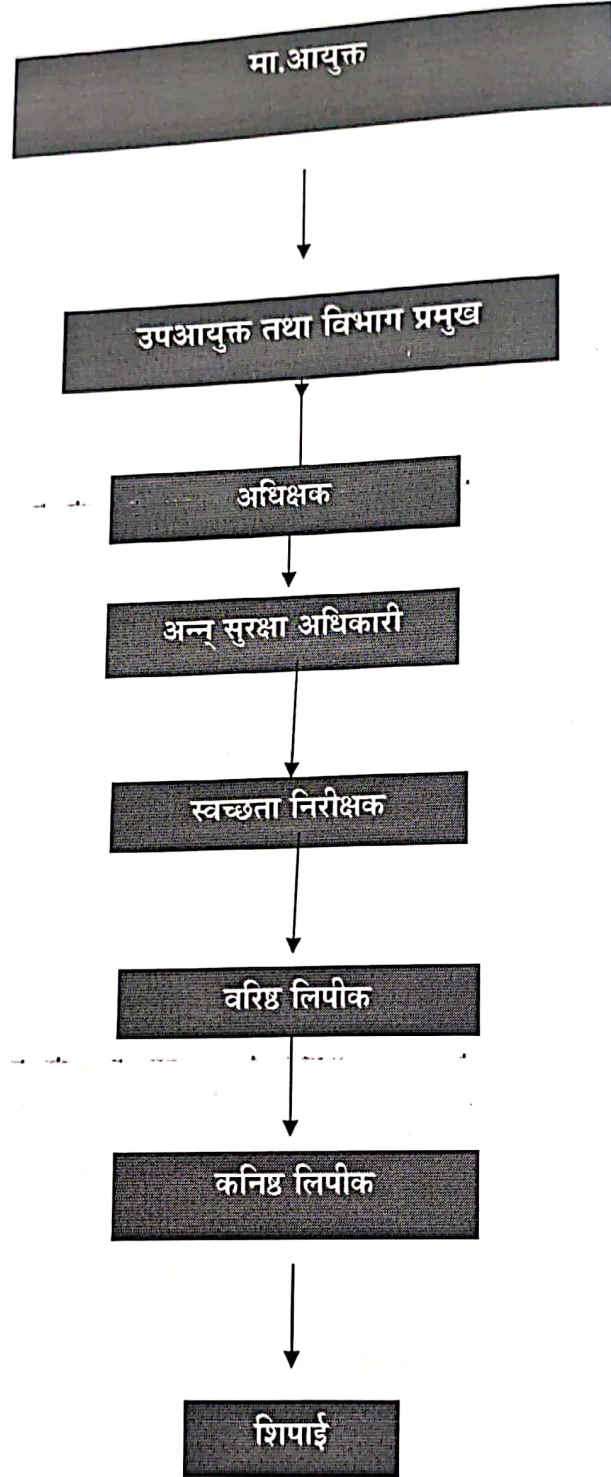 मा.आयुक्त
उपआयुक्त तथा विभाग प्रमुख
अधिक्षक
अन्न् सुरक्षा अधिकारी
स्वच्छता निरीक्षक
वरिष्ठ लिपीक
कनिष्ठ लिपीक
शिपाई